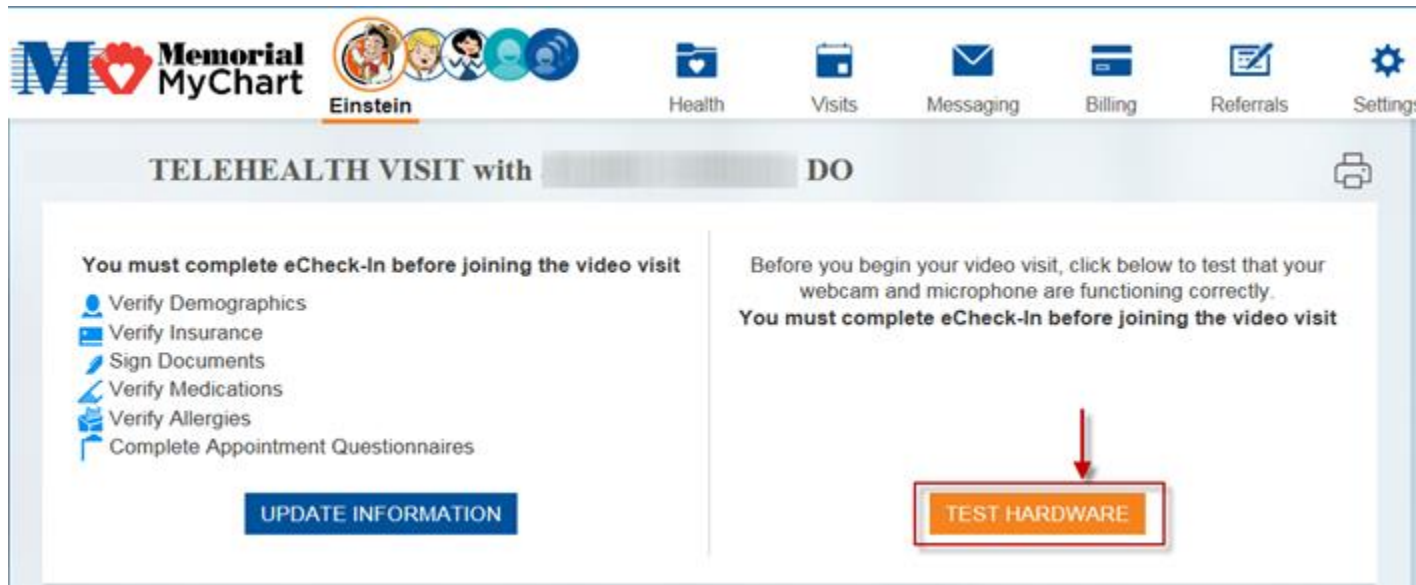 Memorial
MyChart
Einstein
Health
Visits
Messaging
Billing
Referrals
Settings
TELEHEALTH VISIT with DO
You must complete eCheck-In before joining the video visit
Verify Demographics
Verify Insurance
Sign Documents
Verify Medications
Verify Allergies
Complete Appointment Questionnaires
UPDATE INFORMATION
Before you begin your video visit, click below to test that your
webcam and microphone are functioning correctly.
You must complete eCheck-In before joining the video visit
TEST HARDWARE